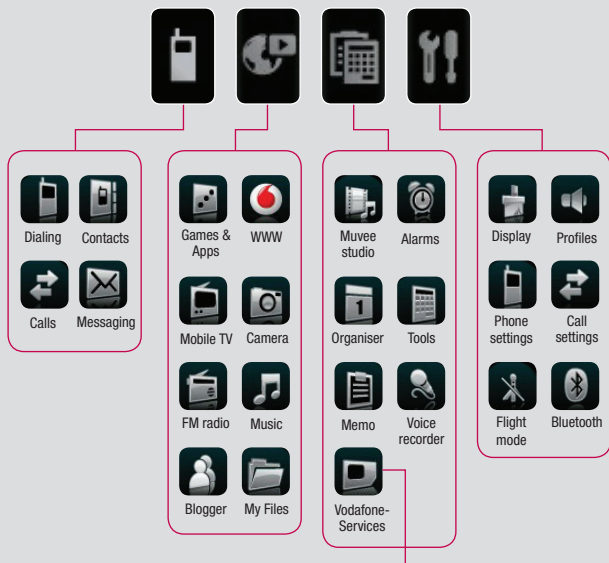 Dialing
Contacts
Calls
Messaging
Games &
Apps
WWW
Mobile TV
Camera
FM radio
Music
Blogger
My Files
Muvee
studio
Alarms
1
Organiser
Tools
Memo
Voice
recorder
Vodafone-
Services
Display
Profiles
Phone
settings
Call
settings
Flight
mode
Bluetooth